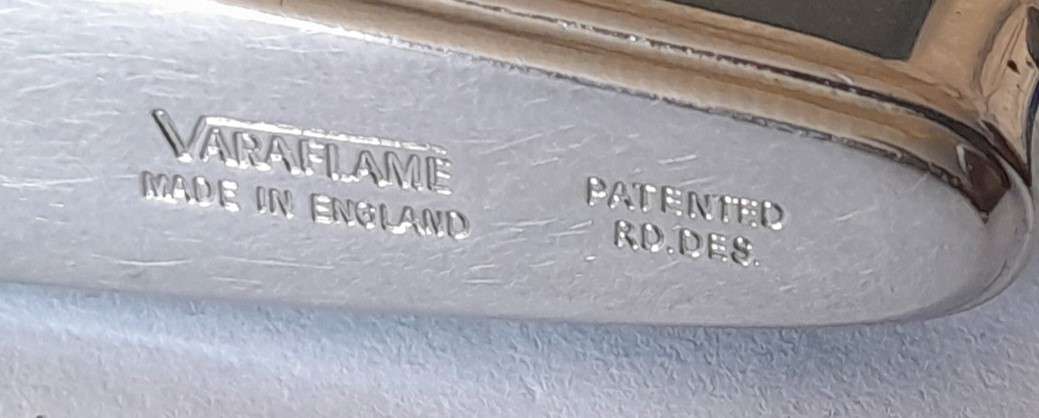 VARAFLAME
MADE IN ENGLAND
PATENTED
RD.DES.